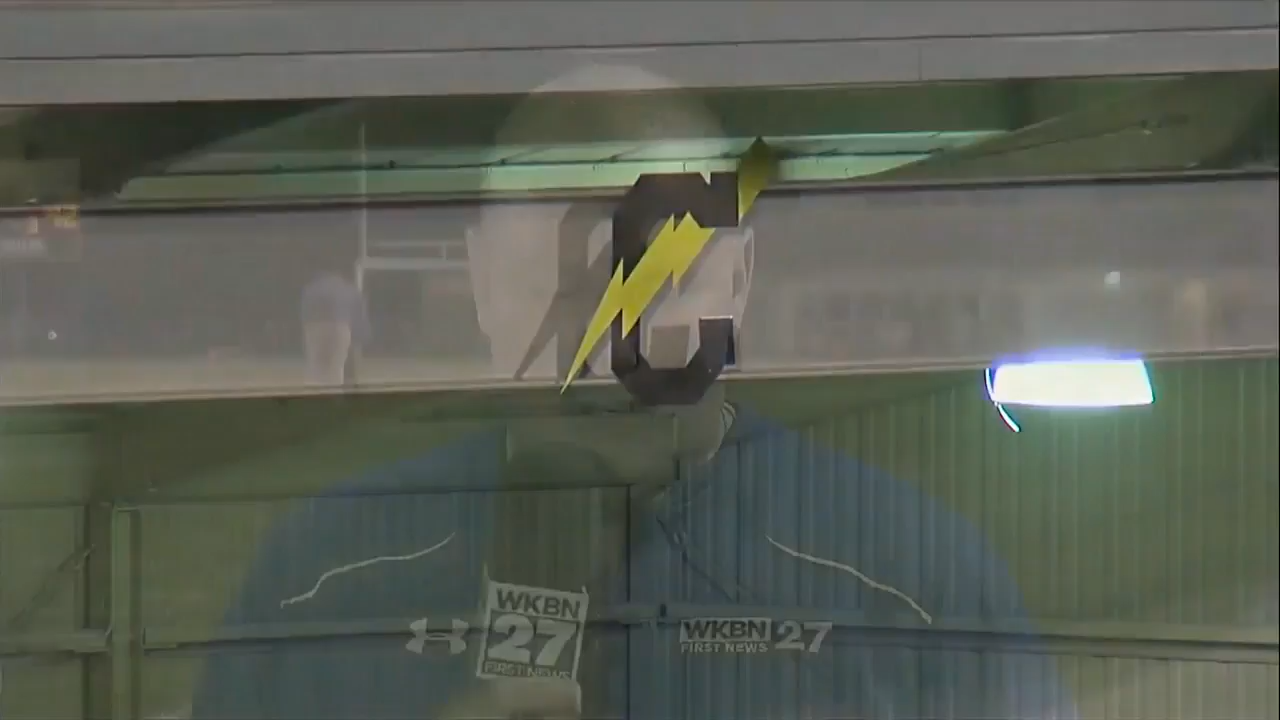 C
WKBN
27
FIRST NEWS
WKBN 27
FIRST NEWS